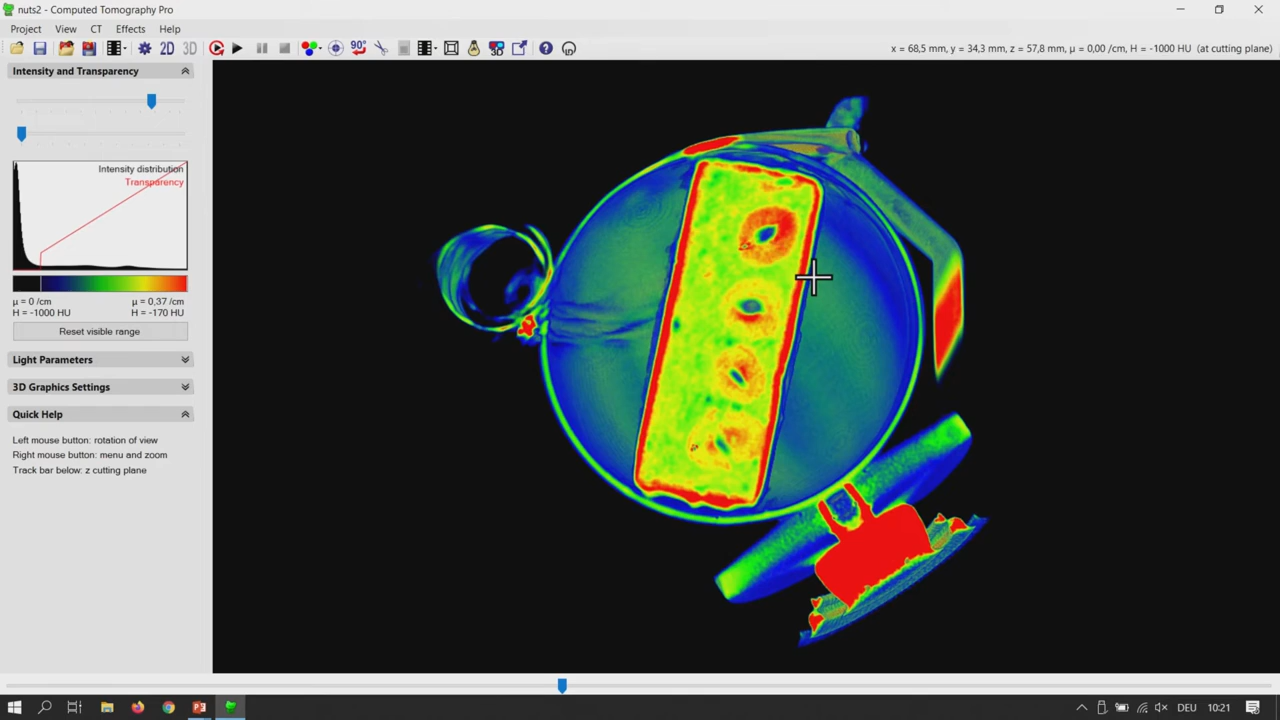 nuts2 - Computed Tomography Pro
Project View CT Effects Help
2D 3D 90° 3D
x = 68,5 mm, y = 34,3 mm, z = 57,8 mm, µ = 0,00 /cm, H = -1000 HU (at cutting plane)
Intensity and Transparency
Intensity distribution
Transparency
µ = 0 /cm µ = 0,37 /cm
H = -1000 HU H = -170 HU
Reset visible range
Light Parameters
3D Graphics Settings
Quick Help
Left mouse button: rotation of view
Right mouse button: menu and zoom
Track bar below: z cutting plane
DEU 10:21